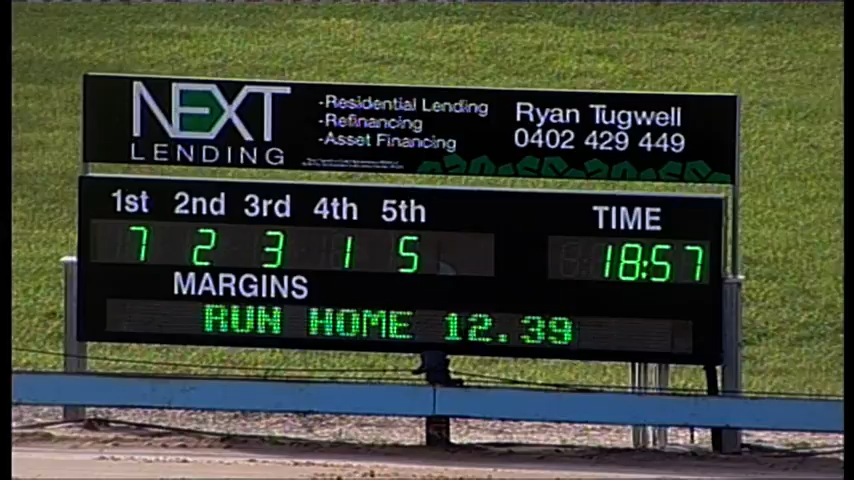 NEXT
LENDING
-Residential Lending
-Refinancing
-Asset Financing
Ryan Tugwell
0402 429 449
1st 2nd 3rd 4th 5th TIME
7 2 3 1 5 18:57
MARGINS
RUN HOME 12.39